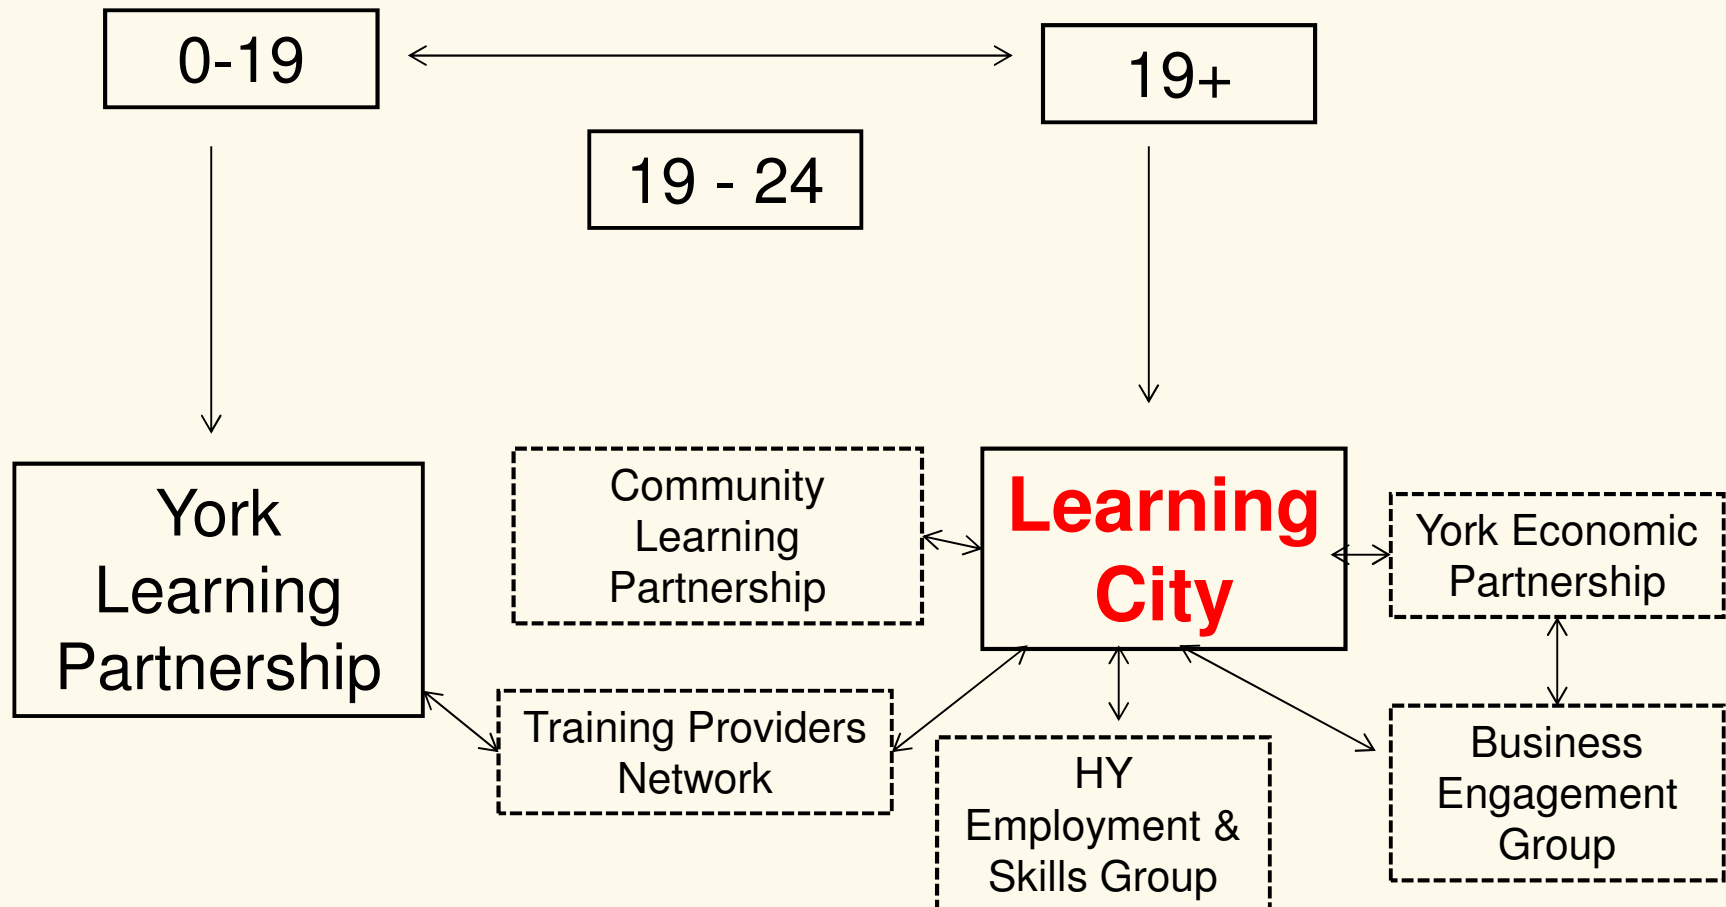 0-19
19+
19 - 24
York
Learning
Partnership
Community
Learning
Partnership
Learning
City
York Economic
Partnership
Training Providers
Network
HY
Employment &
Skills Group
Business
Engagement
Group